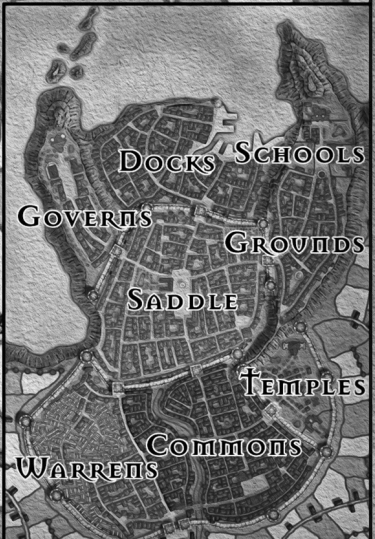 Docks
Schools
Governs
Grounds
Saddle
Temples
Commons
Warrens